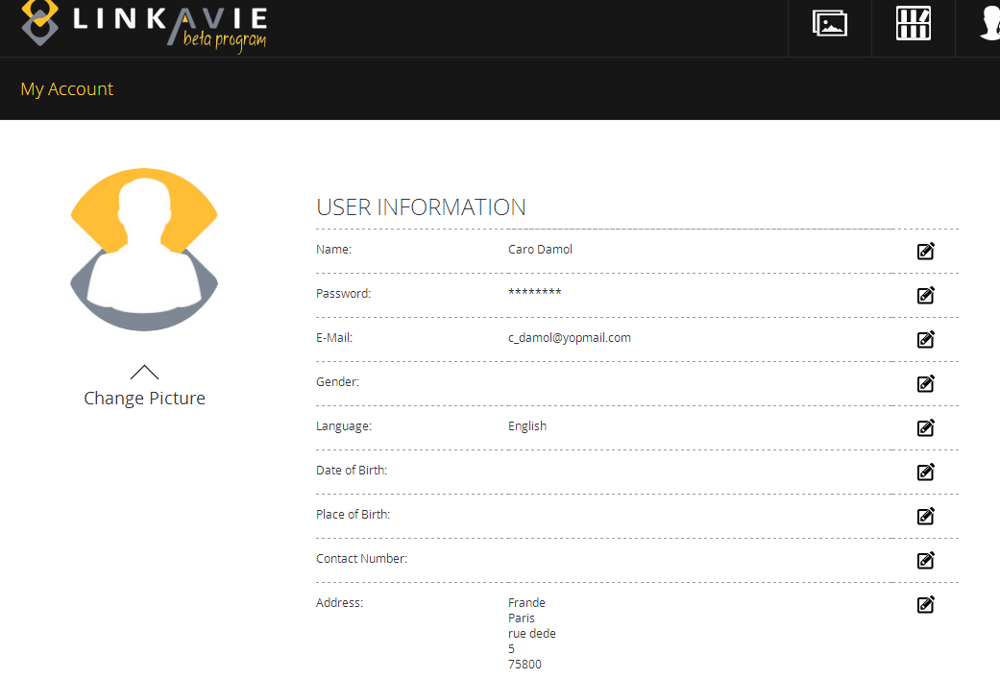 LINKAVIE
beta program
My Account
Change Picture
USER INFORMATION
Name: Caro Damol
Password: ********
E-Mail: c_damol@yopmail.com
Gender:
Language: English
Date of Birth:
Place of Birth:
Contact Number:
Address: Frande
Paris
rue dede
5
75800